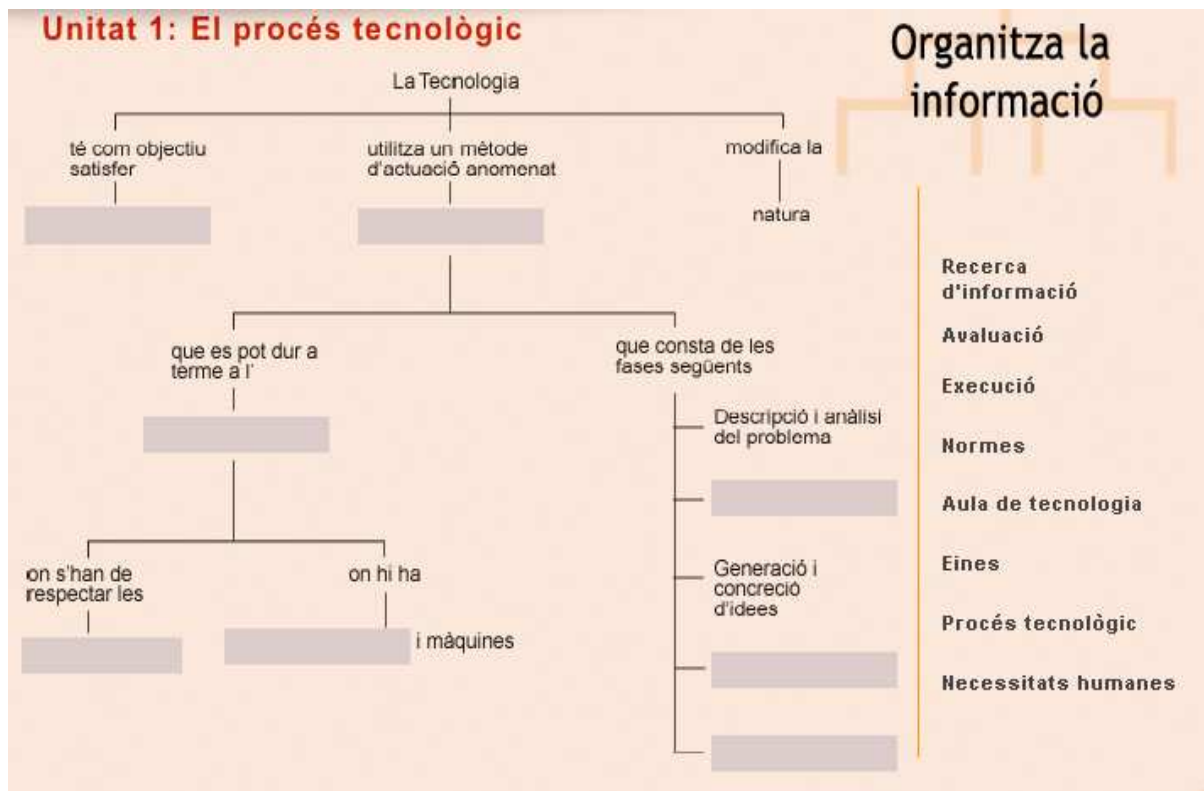 Unitat 1: El procés tecnològic
Organitza la
informació
La Tecnologia
té com objectiu
satisfer
utilitza un mètode
d'actuació anomenat
modifica la
natura
que es pot dur a
terme a l'
que consta de les
fases següents
Descripció i anàlisi
del problema
Generació i
concreció
d'idees
on s'han de
respectar les
on hi ha
i màquines
Recerca
d'informació
Avaluació
Execució
Normes
Aula de tecnologia
Eines
Procés tecnològic
Necessitats humanes